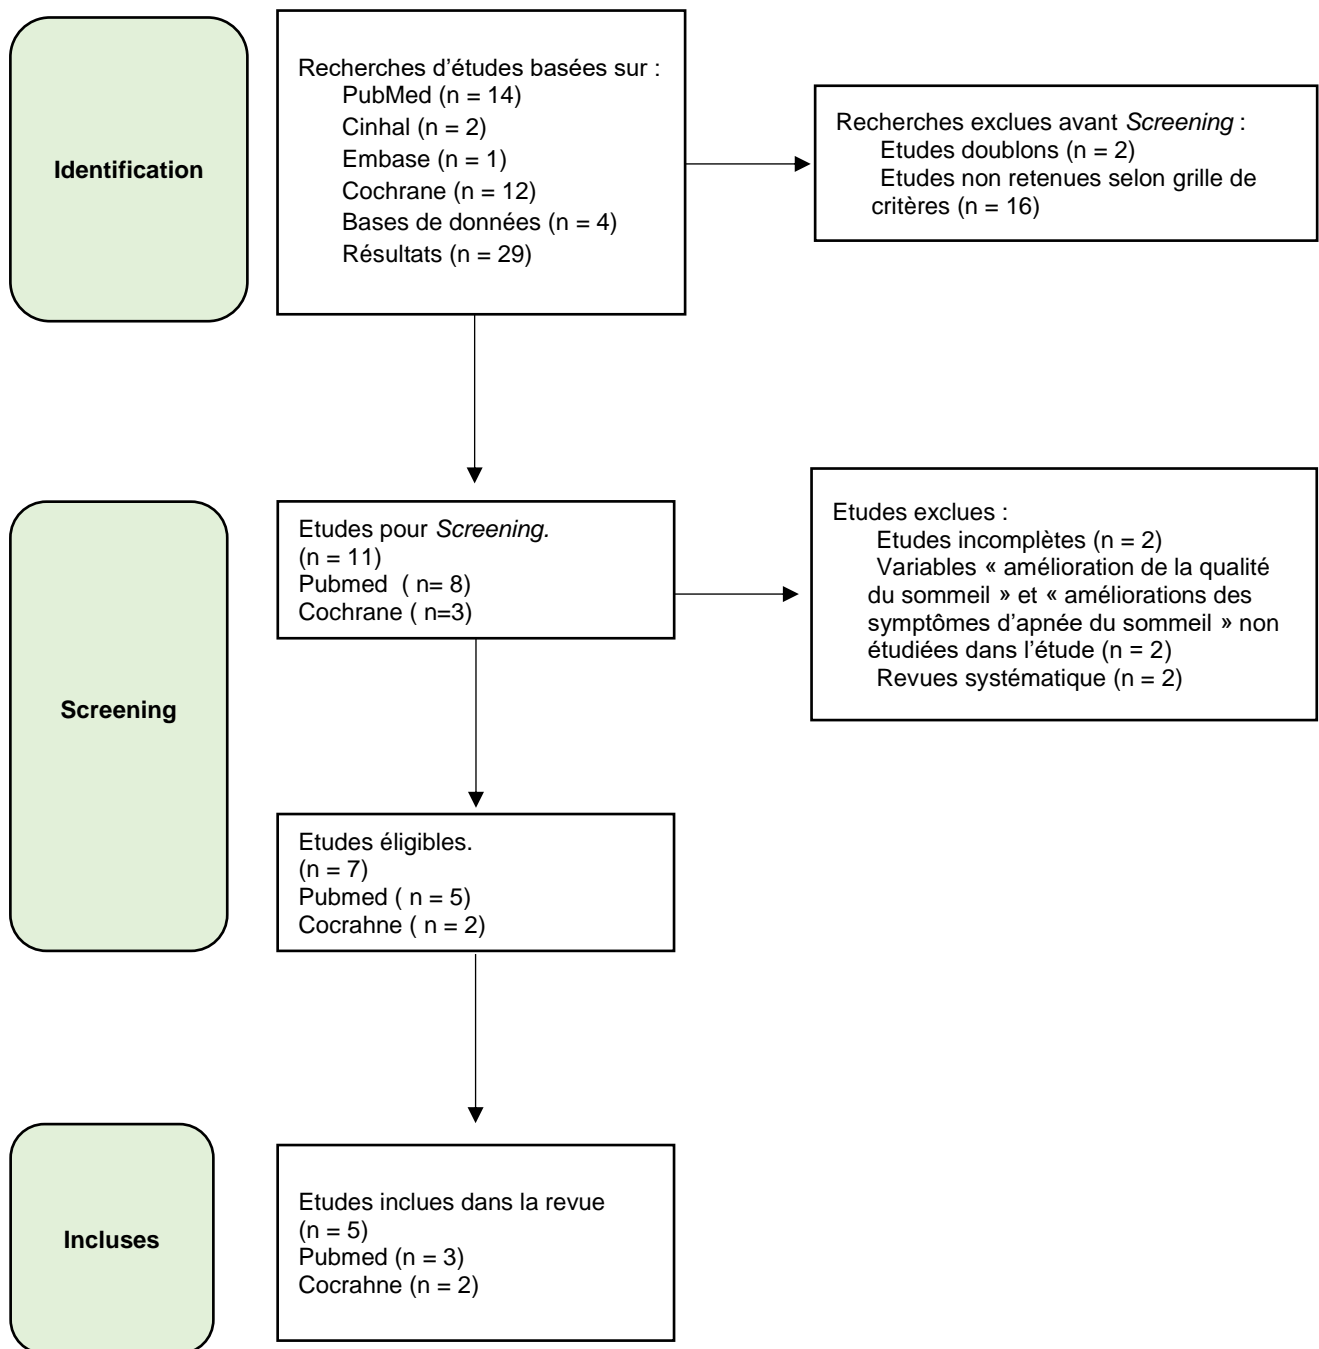 Identification
Recherches d'études basées sur :
PubMed (n = 14)
Cinhal (n = 2)
Embase (n = 1)
Cochrane (n = 12)
Bases de données (n = 4)
Résultats (n = 29)
Recherches exclues avant Screening :
Etudes doublons (n = 2)
Etudes non retenues selon grille de
critères (n = 16)
Screening
Etudes pour Screening.
(n = 11)
Pubmed ( n= 8)
Cochrane ( n=3)
Etudes exclues :
Etudes incomplètes (n = 2)
Variables « amélioration de la qualité
du sommeil » et « améliorations des
symptômes d'apnée du sommeil » non
étudiées dans l'étude (n = 2)
Revues systématique (n = 2)
Etudes éligibles.
(n = 7)
Pubmed ( n = 5)
Cocrahne ( n = 2)
Incluses
Etudes inclues dans la revue
(n = 5)
Pubmed (n = 3)
Cocrahne (n = 2)